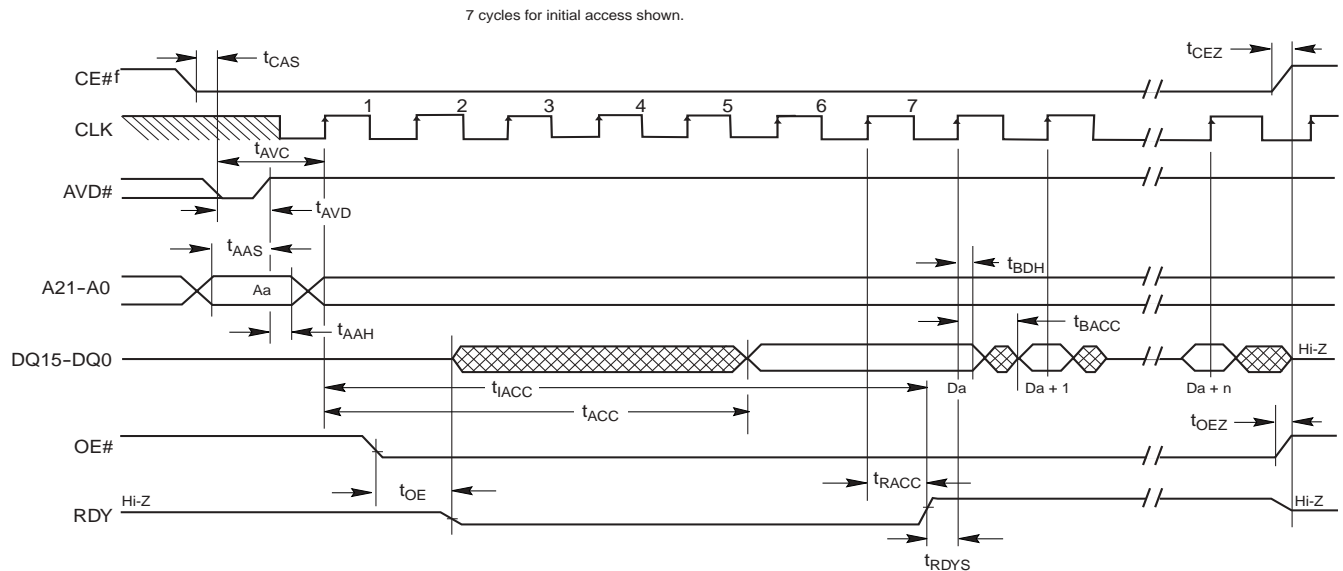 7 cycles for initial access shown.
tCAS
tCEZ
CE#f
1 2 3 4 5 6 7
CLK
tAVC
AVD#
tAVD
tAAS
tBDH
A21-A0
Aa
tAAH
tBACC
DQ15-DQ0
Hi-Z
Da
Da + 1
Da + n
tIACC
tACC
tOEZ
OE#
tRACC
tOE
Hi-Z
Hi-Z
RDY
tRDYS